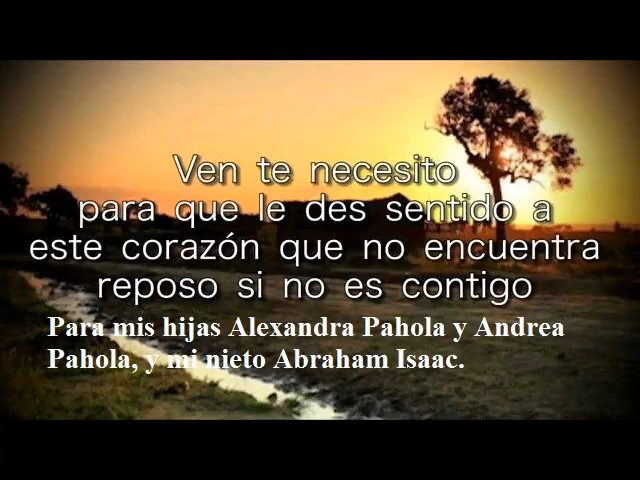 Ven te necesito
para que le des sentido a
este corazón que no encuentra
reposo si no es contigo
Para mis hijas Alexandra Pahola y Andrea
Pahola, y mi nieto Abraham Isaac.